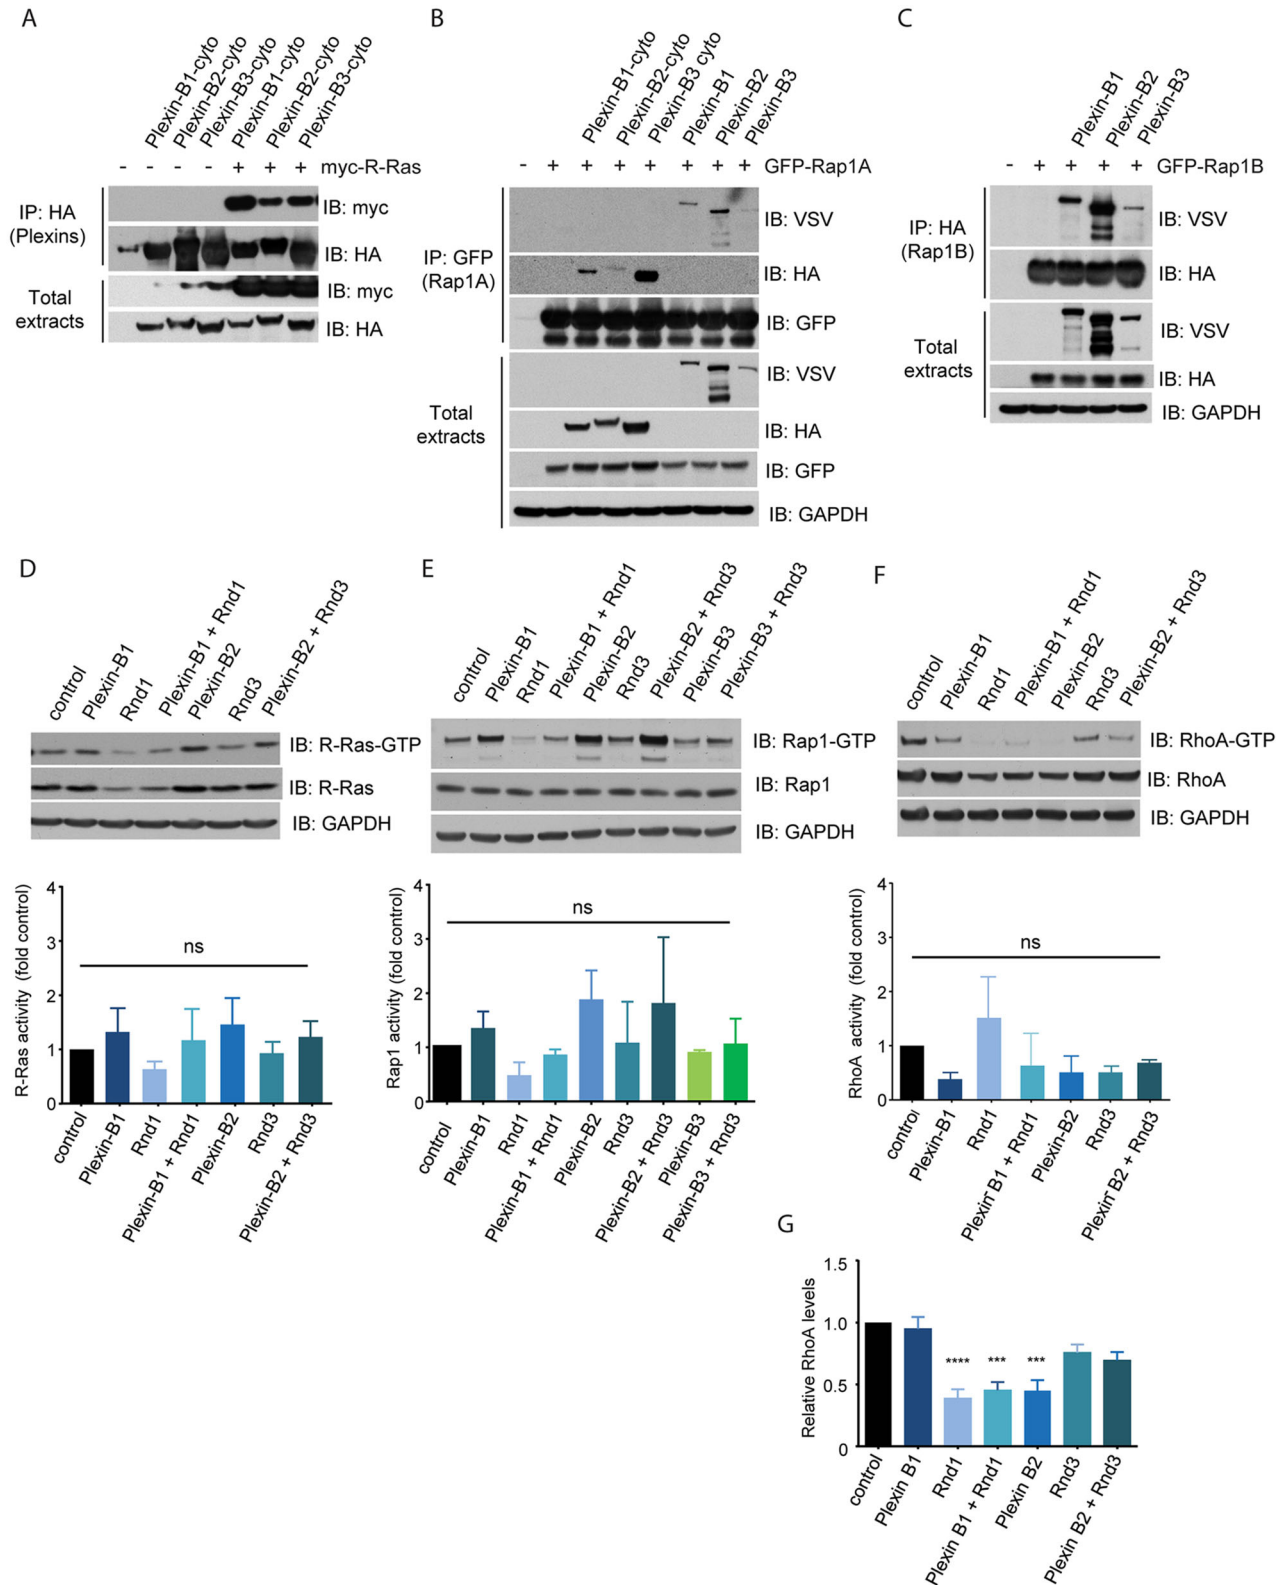 A
Plexin-B1-cyto
Plexin-B2-cyto
Plexin-B3-cyto
Plexin-B1-cyto
Plexin-B2-cyto
Plexin-B3-cyto
- - - - + + + myc-R-Ras
IP: HA
(Plexins)
IB: myc
IB: HA
Total
extracts
IB: myc
IB: HA
B
Plexin-B1-cyto
Plexin-B2-cyto
Plexin-B3 cyto
Plexin-B1
Plexin-B2
Plexin-B3
- + + + + + + + GFP-Rap1A
IP: GFP
(Rap1A)
IB: VSV
IB: HA
IB: GFP
Total
extracts
IB: VSV
IB: HA
IB: GFP
IB: GAPDH
C
Plexin-B1
Plexin-B2
Plexin-B3
- + + + + GFP-Rap1B
IP: HA
(Rap1B)
IB: VSV
IB: HA
Total
extracts
IB: VSV
IB: HA
IB: GAPDH
D
control
Plexin-B1
Rnd1
Plexin-B1 + Rnd1
Plexin-B2
Rnd3
Plexin-B2 + Rnd3
IB: R-Ras-GTP
IB: R-Ras
IB: GAPDH
R-Ras activity (fold control)
4
3
2
1
0
ns
control
Plexin-B1
Rnd1
Plexin-B1 + Rnd1
Plexin-B2
Rnd3
Plexin-B2 + Rnd3
E
control
Plexin-B1
Rnd1
Plexin-B1 + Rnd1
Plexin-B2
Rnd3
Plexin-B2 + Rnd3
Plexin-B3
Plexin-B3 + Rnd3
IB: Rap1-GTP
IB: Rap1
IB: GAPDH
Rap1 activity (fold control)
4
3
2
1
0
ns
control
Plexin-B1
Rnd1
Plexin-B1 + Rnd1
Plexin-B2
Rnd3
Plexin-B2 + Rnd3
Plexin-B3
Plexin-B3 + Rnd3
F
control
Plexin-B1
Rnd1
Plexin-B1 + Rnd1
Plexin-B2
Rnd3
Plexin-B2 + Rnd3
IB: RhoA-GTP
IB: RhoA
IB: GAPDH
RhoA activity (fold control)
4
3
2
1
0
ns
control
Plexin-B1
Rnd1
Plexin-B1 + Rnd1
Plexin-B2
Rnd3
Plexin-B2 + Rnd3
G
Relative RhoA levels
1.5
1.0
0.5
0
**** *** ***
control
Plexin B1
Rnd1
Plexin B1 + Rnd1
Plexin B2
Rnd3
Plexin B2 + Rnd3